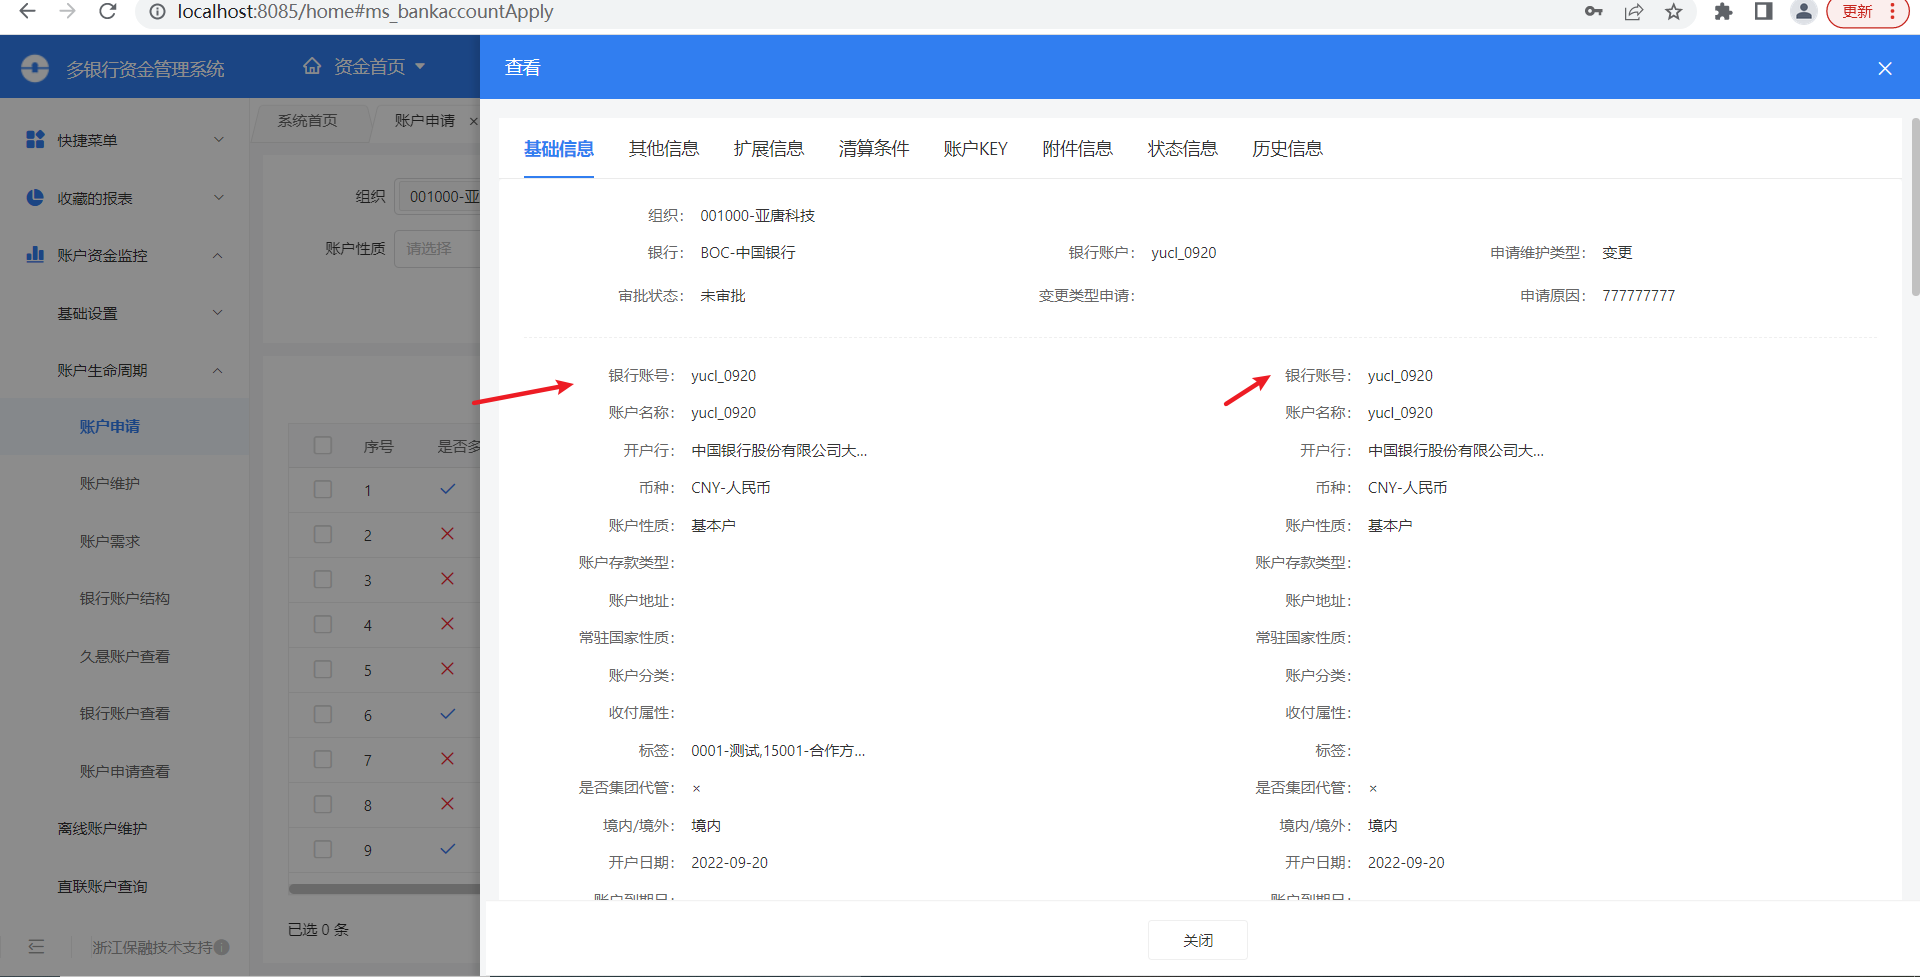 localhost:8085/home#ms_bankaccountApply
更新
多银行资金管理系统
资金首页
查看
快捷菜单
收藏的报表
账户资金监控
基础设置
账户生命周期
账户申请
账户维护
账户需求
银行账户结构
久悬账户查看
银行账户查看
账户申请查看
离线账户维护
直联账户查询
浙江保融技术支持
系统首页
账户申请 ×
组织 001000-亚
账户性质 请选择
序号 是否多
1
2
3
4
5
6
7
8
9
已选 0 条
基础信息 其他信息 扩展信息 清算条件 账户KEY 附件信息 状态信息 历史信息
组织: 001000-亚唐科技
银行: BOC-中国银行 银行账户: yucl_0920 申请维护类型: 变更
审批状态: 未审批 变更类型申请: 申请原因: 777777777
银行账号: yucl_0920 银行账号: yucl_0920
账户名称: yucl_0920 账户名称: yucl_0920
开户行: 中国银行股份有限公司大... 开户行: 中国银行股份有限公司大...
币种: CNY-人民币 币种: CNY-人民币
账户性质: 基本户 账户性质: 基本户
账户存款类型: 账户存款类型:
账户地址: 账户地址:
常驻国家性质: 常驻国家性质:
账户分类: 账户分类:
收付属性: 收付属性:
标签: 0001-测试,15001-合作方... 标签:
是否集团代管: × 是否集团代管: ×
境内/境外: 境内 境内/境外: 境内
开户日期: 2022-09-20 开户日期: 2022-09-20
账户到期日: 账户到期日:
关闭